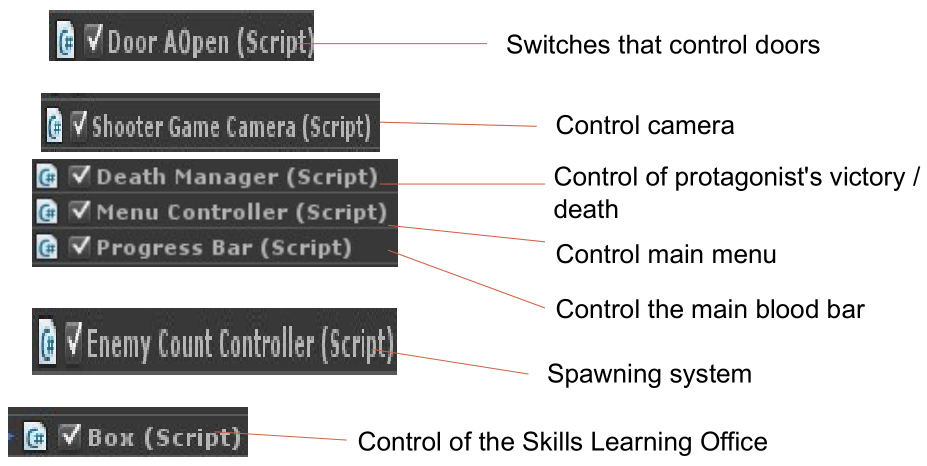 C# Door AOpen (Script)
Switches that control doors
C# Shooter Game Camera (Script)
Control camera
C# Death Manager (Script)
Control of protagonist's victory /
death
C# Menu Controller (Script)
Control main menu
C# Progress Bar (Script)
Control the main blood bar
C# Enemy Count Controller (Script)
Spawning system
C# Box (Script)
Control of the Skills Learning Office